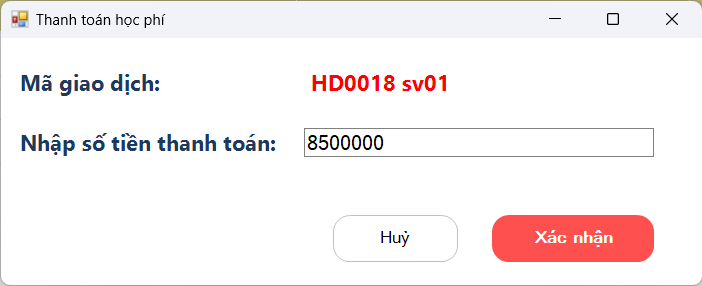 Thanh toán học phí
Mã giao dịch: HD0018 sv01
Nhập số tiền thanh toán: 8500000
Huỷ Xác nhận